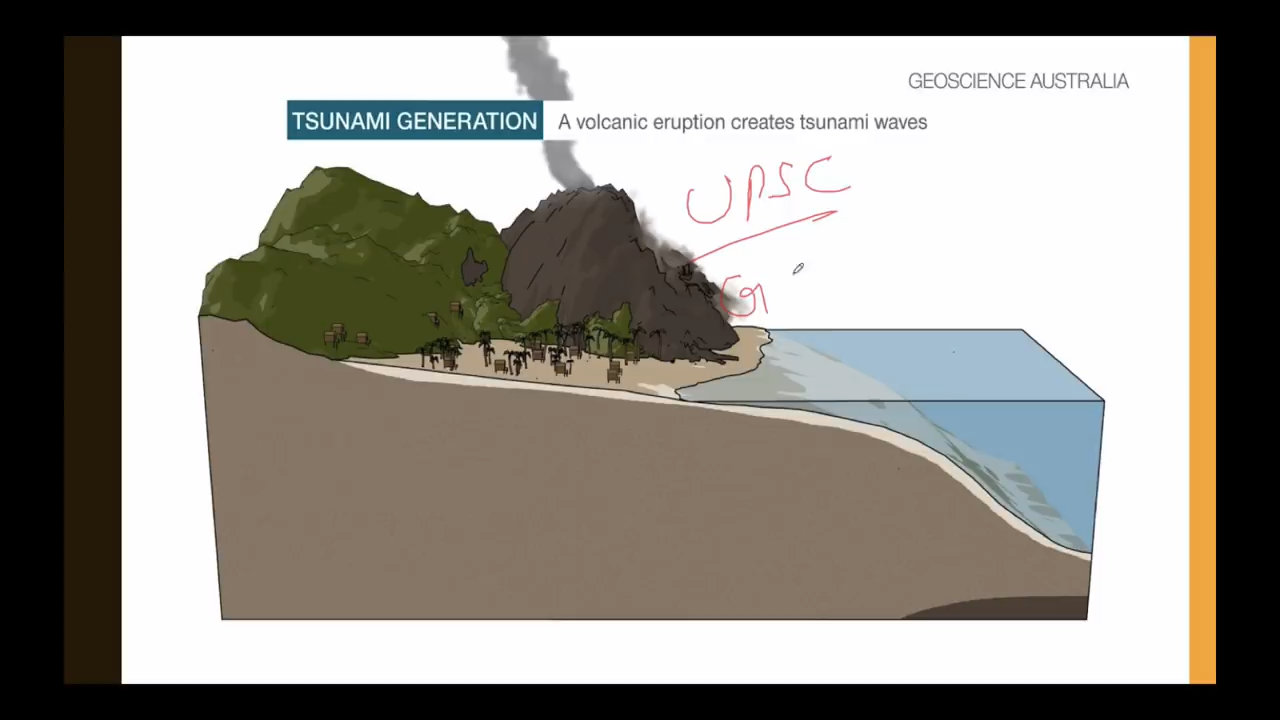 GEOSCIENCE AUSTRALIA
TSUNAMI GENERATION A volcanic eruption creates tsunami waves
UPSC